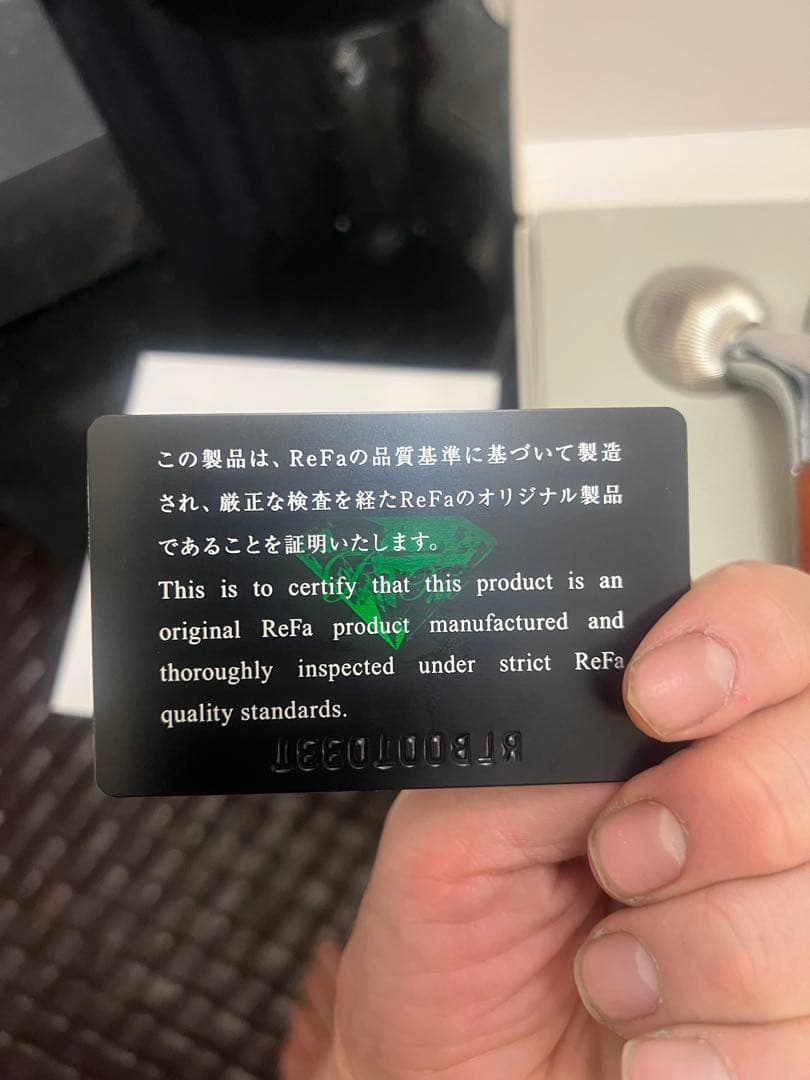 この製品は、ReFaの品質基準に基づいて製造
され、厳正な検査を経たReFaのオリジナル製品
であることを証明いたします。
This is to certify that this product is an
original ReFa product manufactured and
thoroughly inspected under strict ReFa
quality standards.